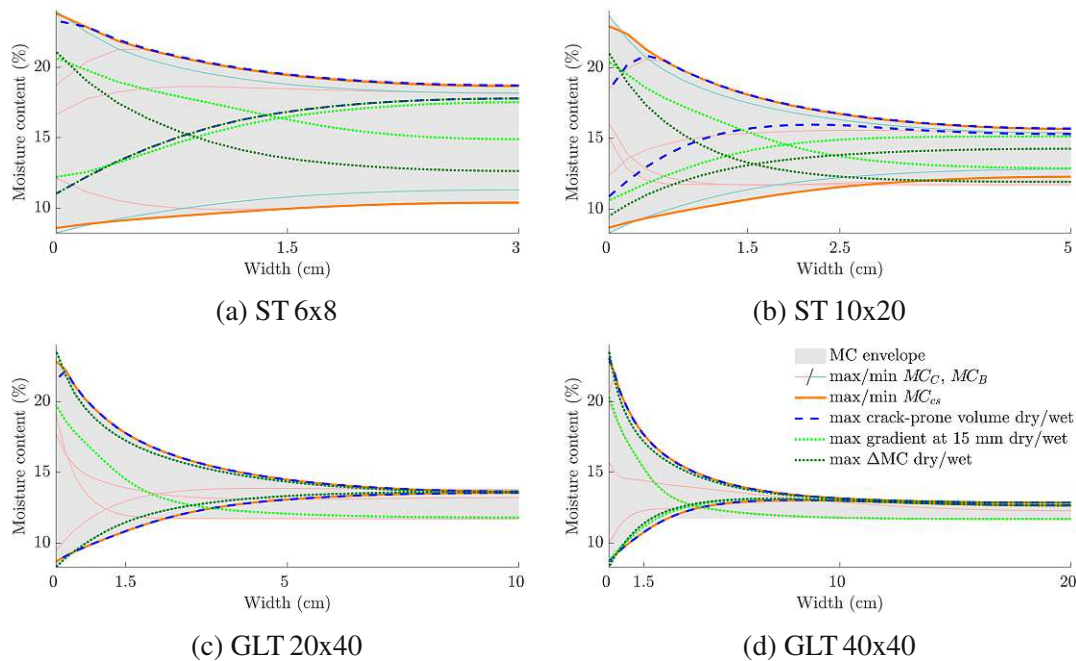 Moisture content (%)
20
15
10
0
1.5
3
Width (cm)
(a) ST 6x8
Moisture content (%)
20
15
10
0
1.5
2.5
5
Width (cm)
(b) ST 10x20
Moisture content (%)
20
15
10
0
1.5
5
10
Width (cm)
(c) GLT 20x40
Moisture content (%)
20
15
10
0
1.5
10
20
Width (cm)
MC envelope
max/min MC_C, MC_B
max/min MC_cs
max crack-prone volume dry/wet
max gradient at 15 mm dry/wet
max ΔMC dry/wet
(d) GLT 40x40